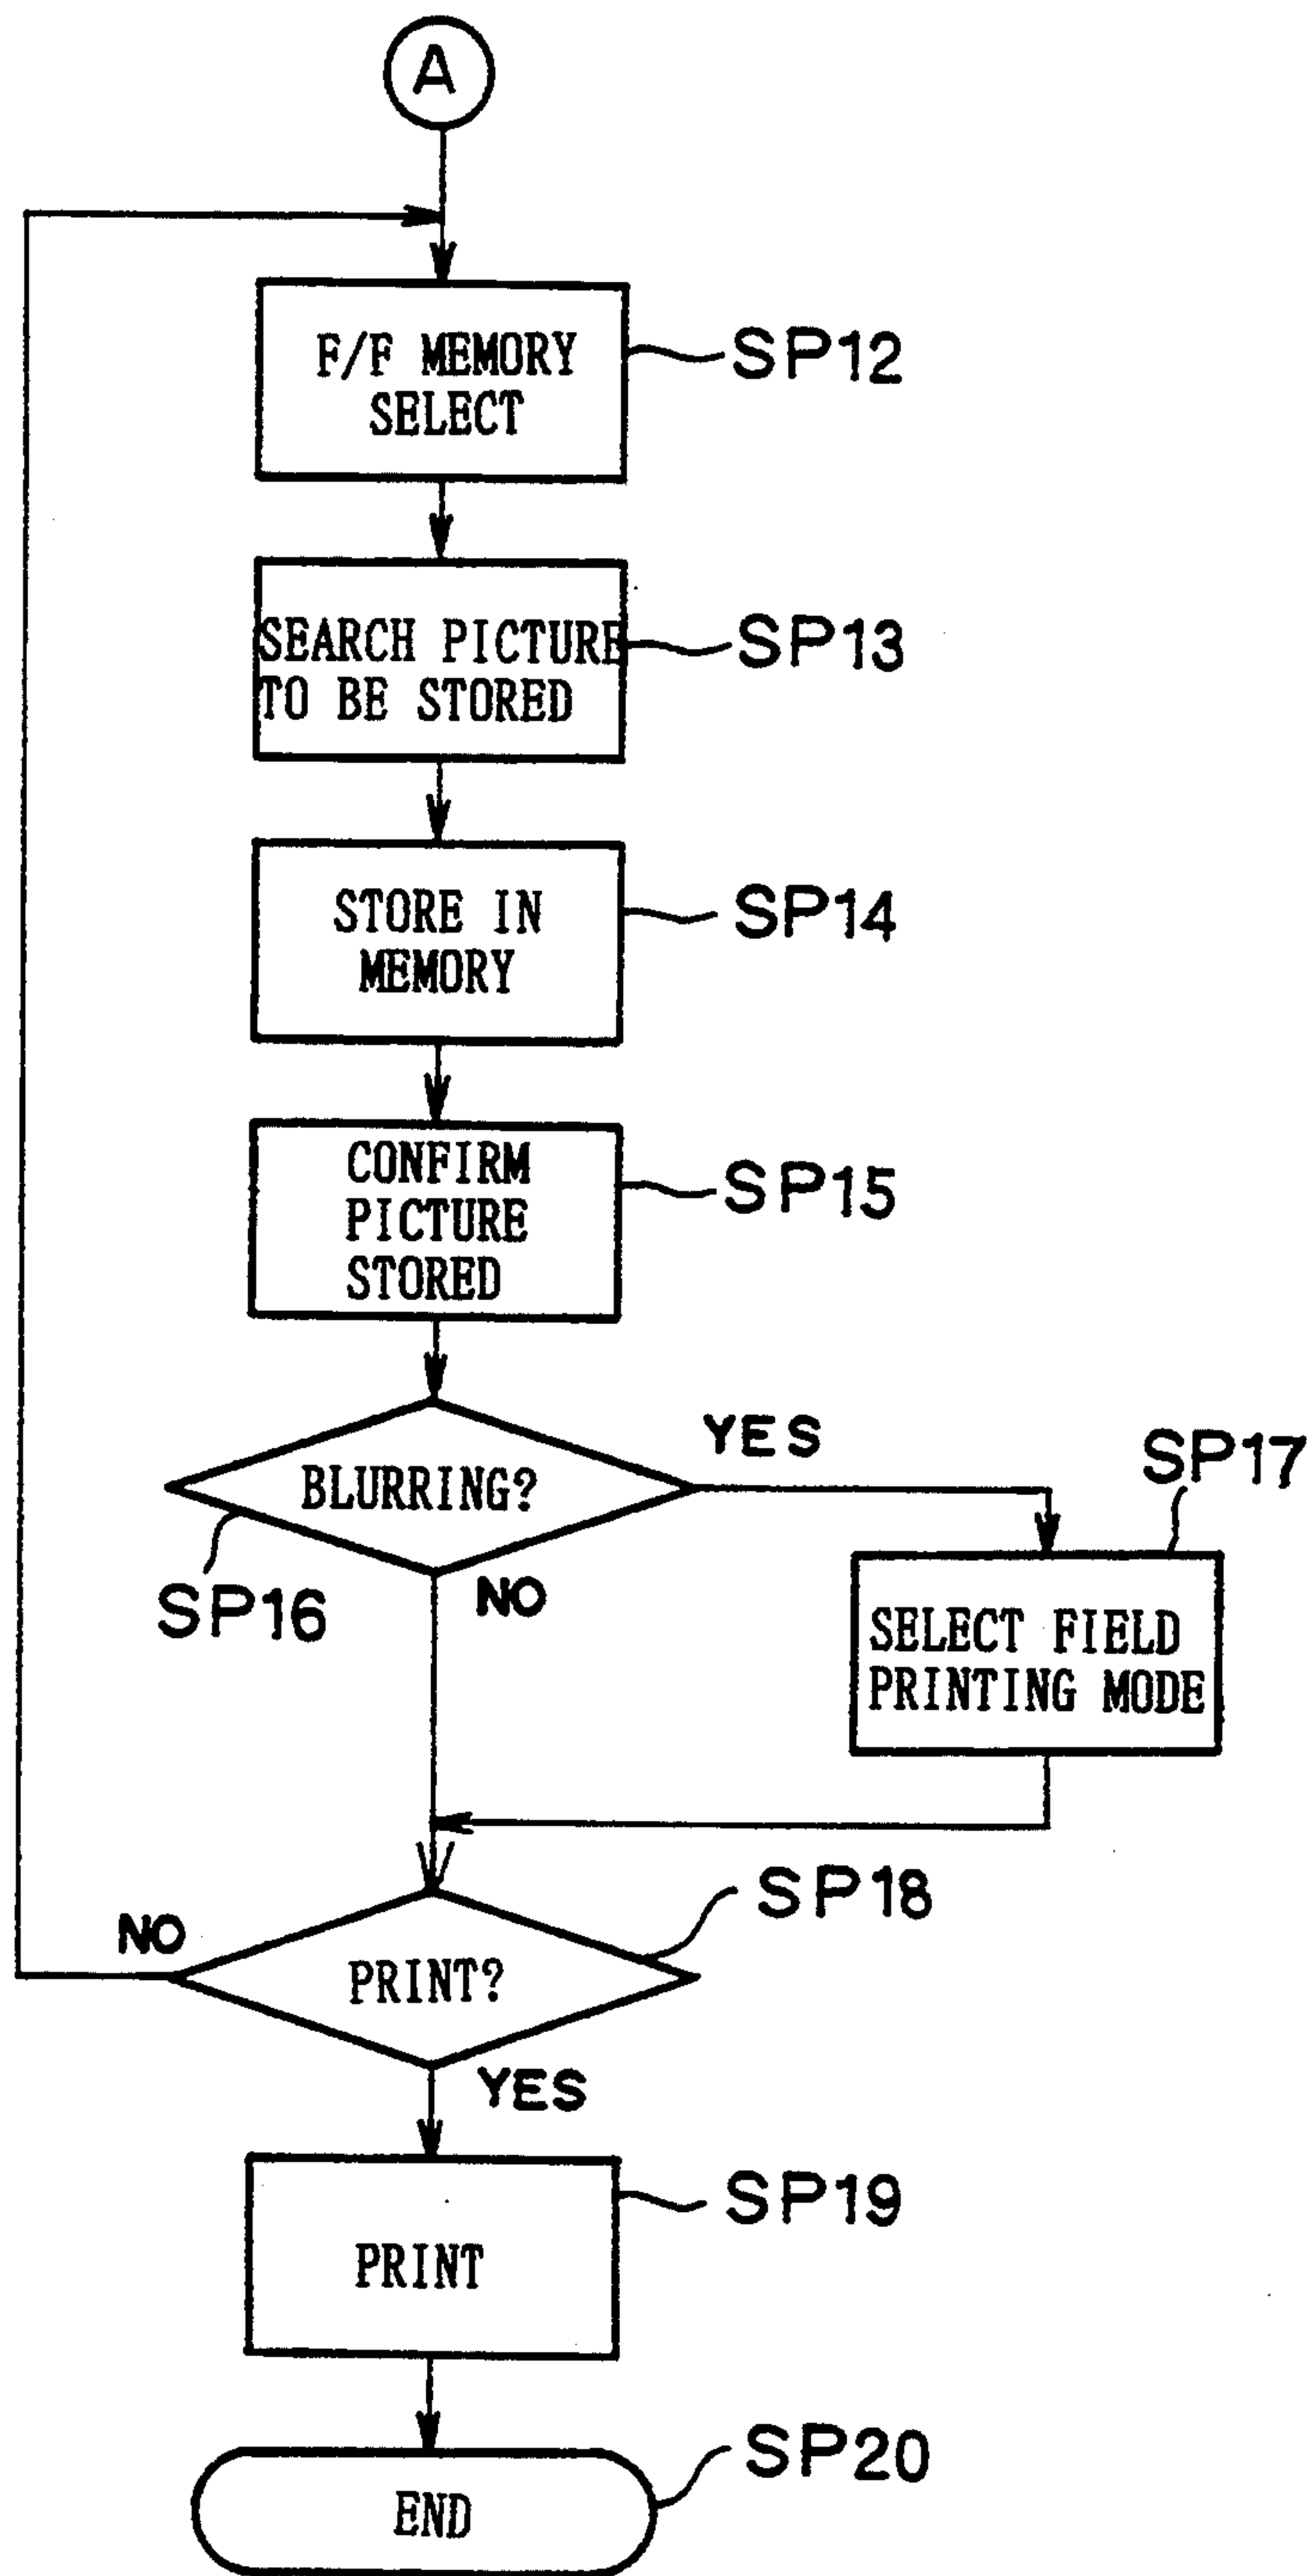 A
F/F MEMORY
SELECT
SP12
SEARCH PICTURE
TO BE STORED
SP13
STORE IN
MEMORY
SP14
CONFIRM
PICTURE
STORED
SP15
BLURRING?
YES
SP17
SP16
NO
SELECT FIELD
PRINTING MODE
SP18
NO
PRINT?
YES
SP19
PRINT
SP20
END